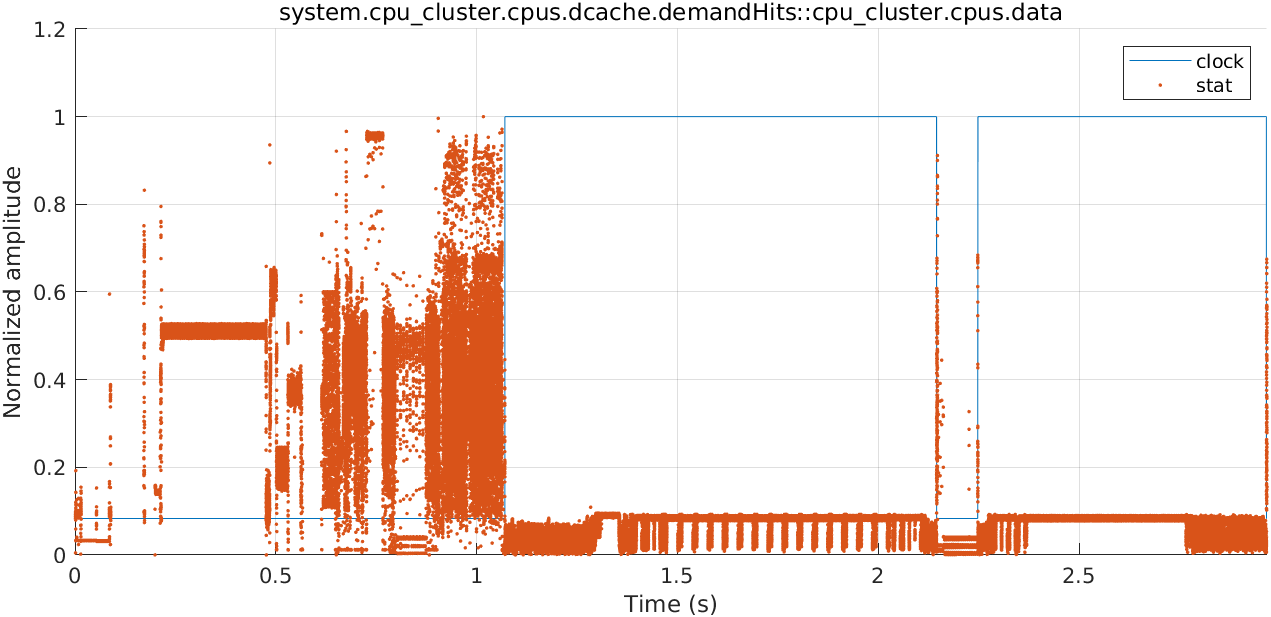 system.cpu_cluster.cpus.dcache.demandHits::cpu_cluster.cpus.data
1.2
1
0.8
0.6
0.4
0.2
0
Normalized amplitude
clock
stat
0
0.5
1
1.5
2
2.5
Time (s)